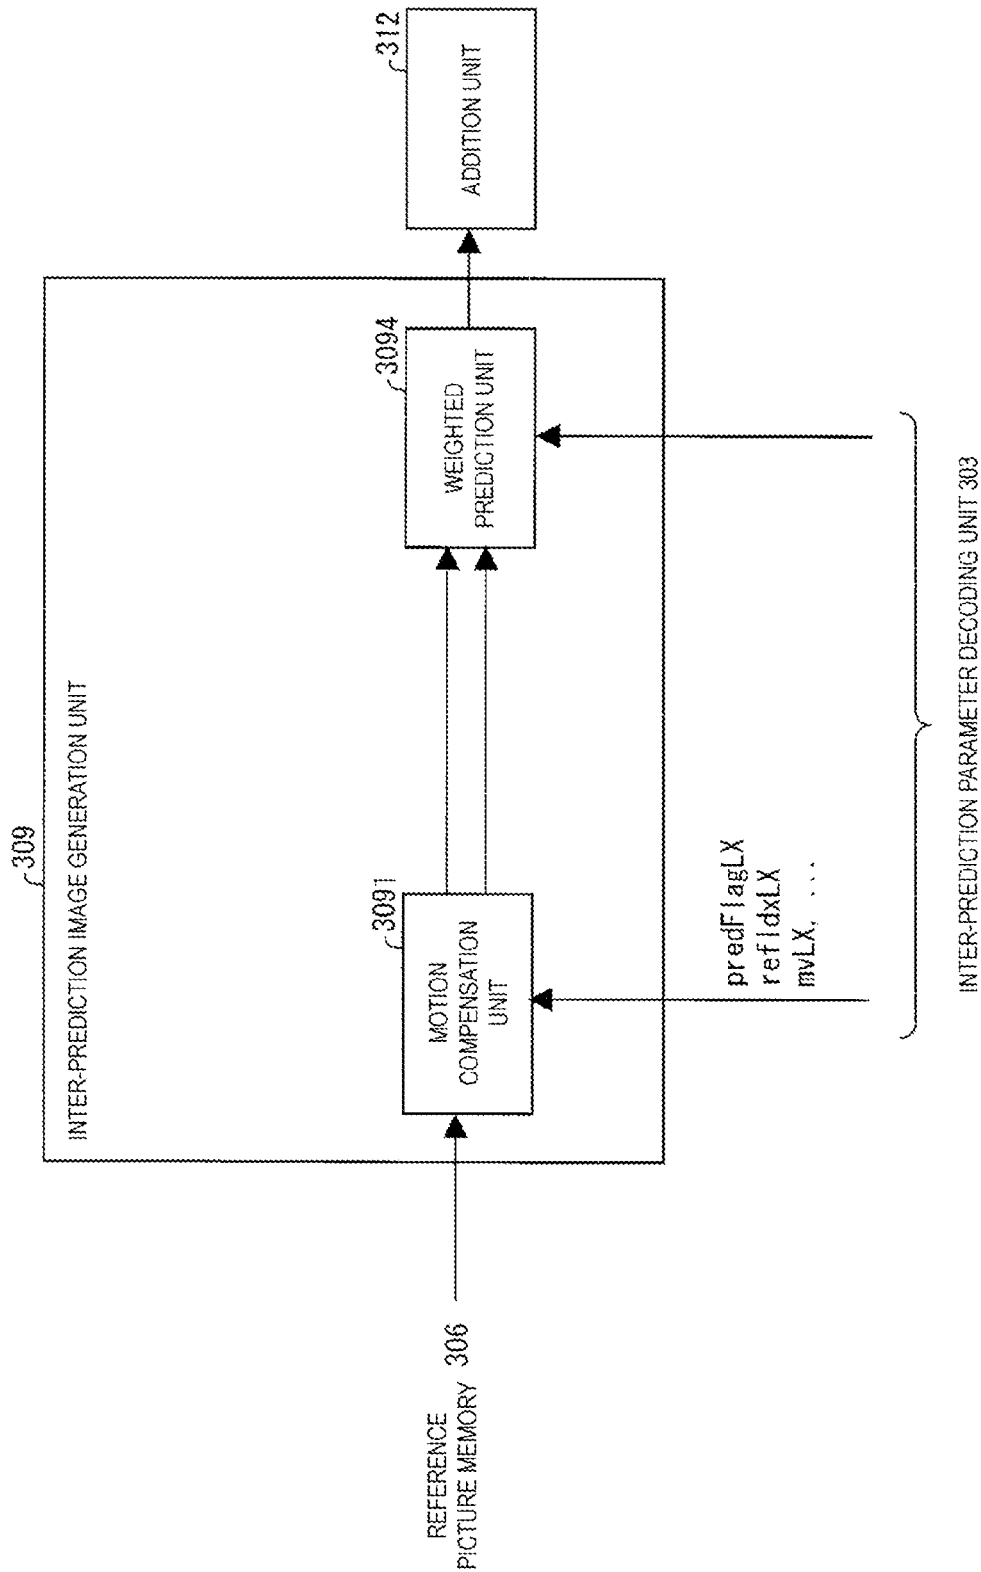 309
INTER-PREDICTION IMAGE GENERATION UNIT
REFERENCE
PICTURE MEMORY 306
3091
MOTION
COMPENSATION
UNIT
3094
WEIGHTED
PREDICTION UNIT
312
ADDITION UNIT
predFlagLX
refIdxLX
mvLX, ...
INTER-PREDICTION PARAMETER DECODING UNIT 303